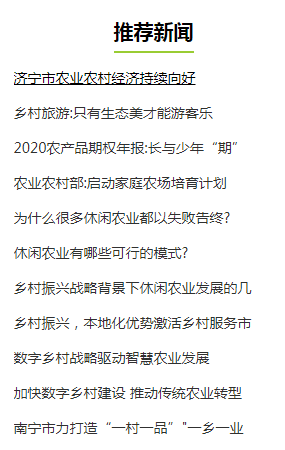 推荐新闻
济宁市农业农村经济持续向好
乡村旅游:只有生态美才能游客乐
2020农产品期权年报:长与少年“期”
农业农村部:启动家庭农场培育计划
为什么很多休闲农业都以失败告终?
休闲农业有哪些可行的模式?
乡村振兴战略背景下休闲农业发展的几
乡村振兴，本地化优势激活乡村服务市
数字乡村战略驱动智慧农业发展
加快数字乡村建设 推动传统农业转型
南宁市力打造“一村一品”"一乡一业